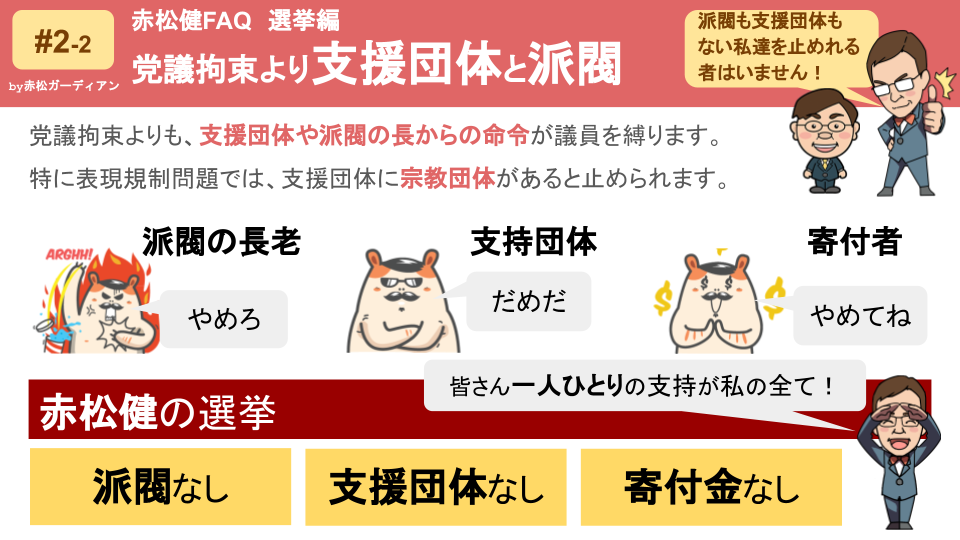 #2-2
by赤松ガーディアン
赤松健FAQ 選挙編
党議拘束より支援団体と派閥
派閥も支援団体も
ない私達を止めれる
者はいません！
党議拘束よりも、支援団体や派閥の長からの命令が議員を縛ります。
特に表現規制問題では、支援団体に宗教団体があると止められます。
派閥の長老
支持団体
寄付者
ARGHH!
やめろ
だめだ
やめてね
皆さん一人ひとりの支持が私の全て！
赤松健の選挙
派閥なし
支援団体なし
寄付金なし